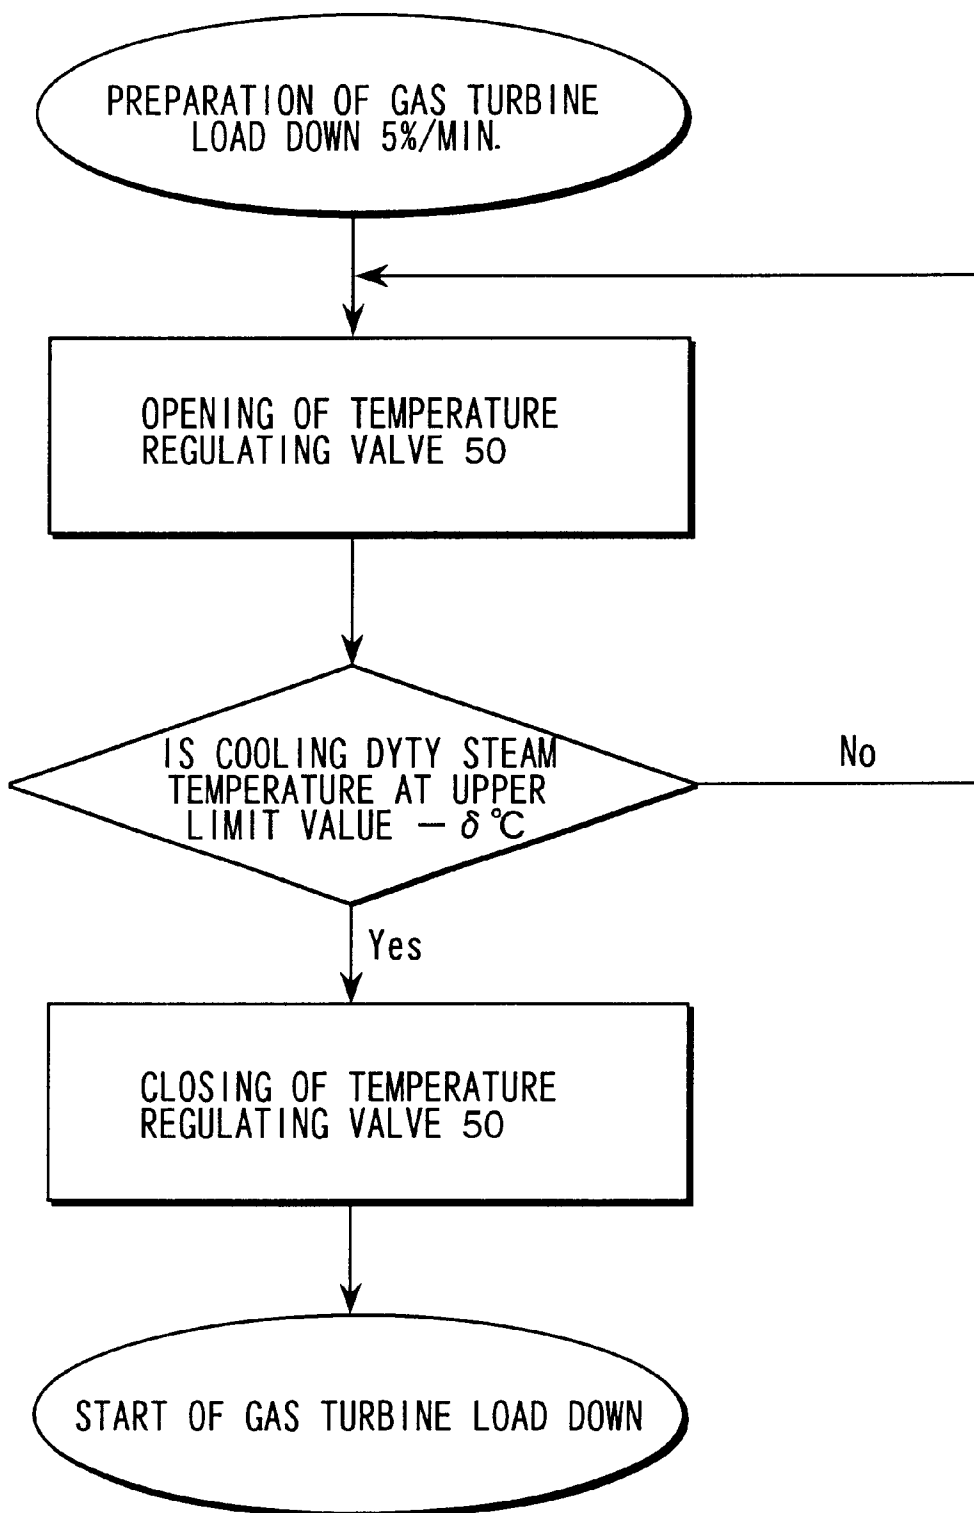 PREPARATION OF GAS TURBINE
LOAD DOWN 5%/MIN.
OPENING OF TEMPERATURE
REGULATING VALVE 50
IS COOLING DYTY STEAM
TEMPERATURE AT UPPER
LIMIT VALUE — δ °C
No
Yes
CLOSING OF TEMPERATURE
REGULATING VALVE 50
START OF GAS TURBINE LOAD DOWN